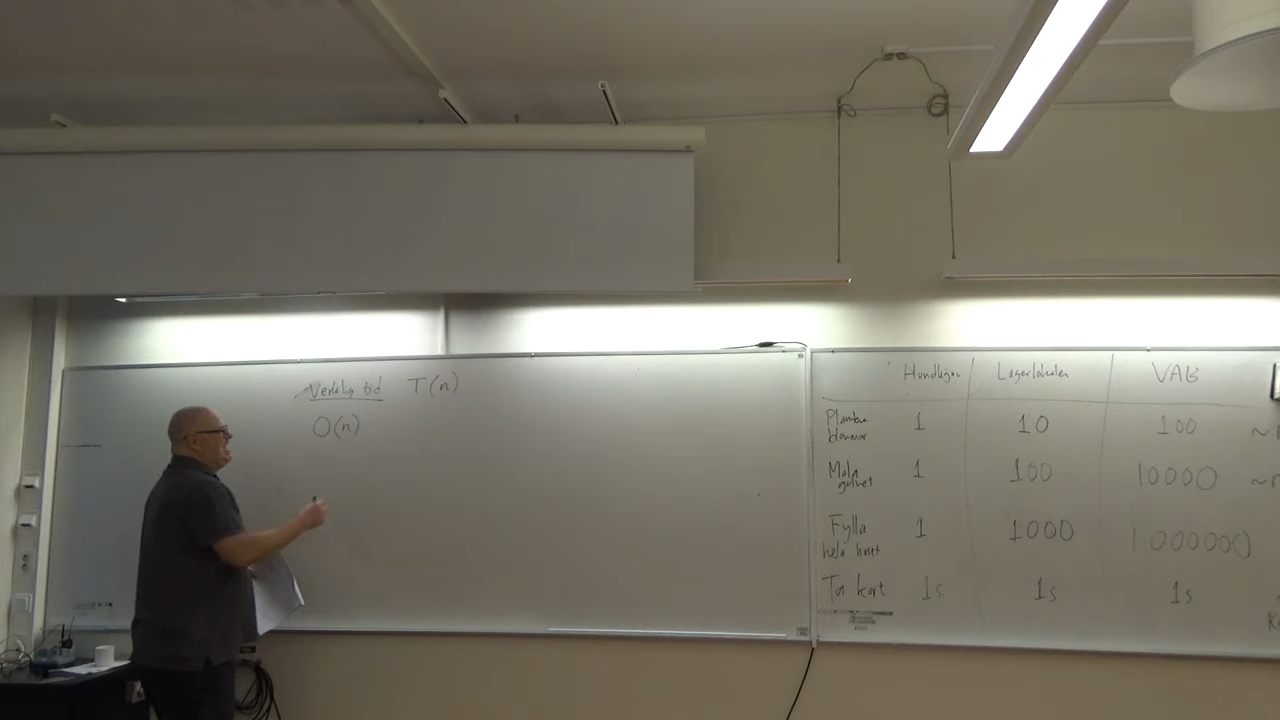 Verklig tid T(n)
O(n)
Lagerlokalen VAB
Plantera blommor 1 10 100 ~
Måla golvet 1 100 10000 ~
Fylla hela huset 1 1000 1000000
Ta kort 1s 1s 1s